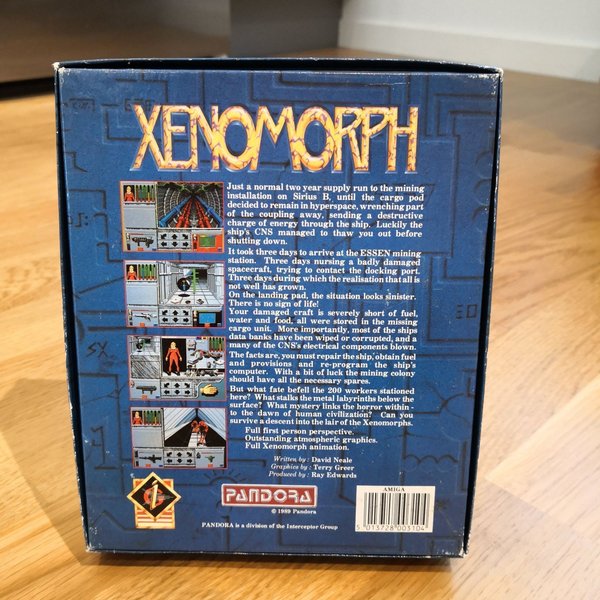 XENOMORPH
Just a normal two year supply run to the mining
installation on Sirius B, until the cargo pod
decided to remain in hyperspace, wrenching part
of the coupling away, sending a destructive
charge of energy through the ship. Luckily the
ship's CNS managed to thaw you out before
shutting down.
It took three days to arrive at the ESSEN mining
station. Three days nursing a badly damaged
spacecraft, trying to contact the docking port.
Three days during which the realisation that all is
not well has grown.
On the landing pad, the situation looks sinister.
There is no sign of life!
Your damaged craft is severely short of fuel,
water and food, all were stored in the missing
cargo unit. More importantly, most of the ships
data banks have been wiped or corrupted, and a
many of the CNS's electrical components blown.
The facts are, you must repair the ship, obtain fuel
and provisions and re-program the ship's
computer. With a bit of luck the mining colony
should have all the necessary spares.
But what fate befell the 200 workers stationed
here? What stalks the metal labyrinths below the
surface? What mystery links the horror within -
to the dawn of human civilization? Can you
survive a descent into the lair of the Xenomorphs.
Full first person perspective.
Outstanding atmospheric graphics.
Full Xenomorph animation.
Written by : David Neale
Graphics by : Terry Greer
Produced by : Ray Edwards
PANDORA
© 1989 Pandora
PANDORA is a division of the Interceptor Group
AMIGA
5 013728 003104